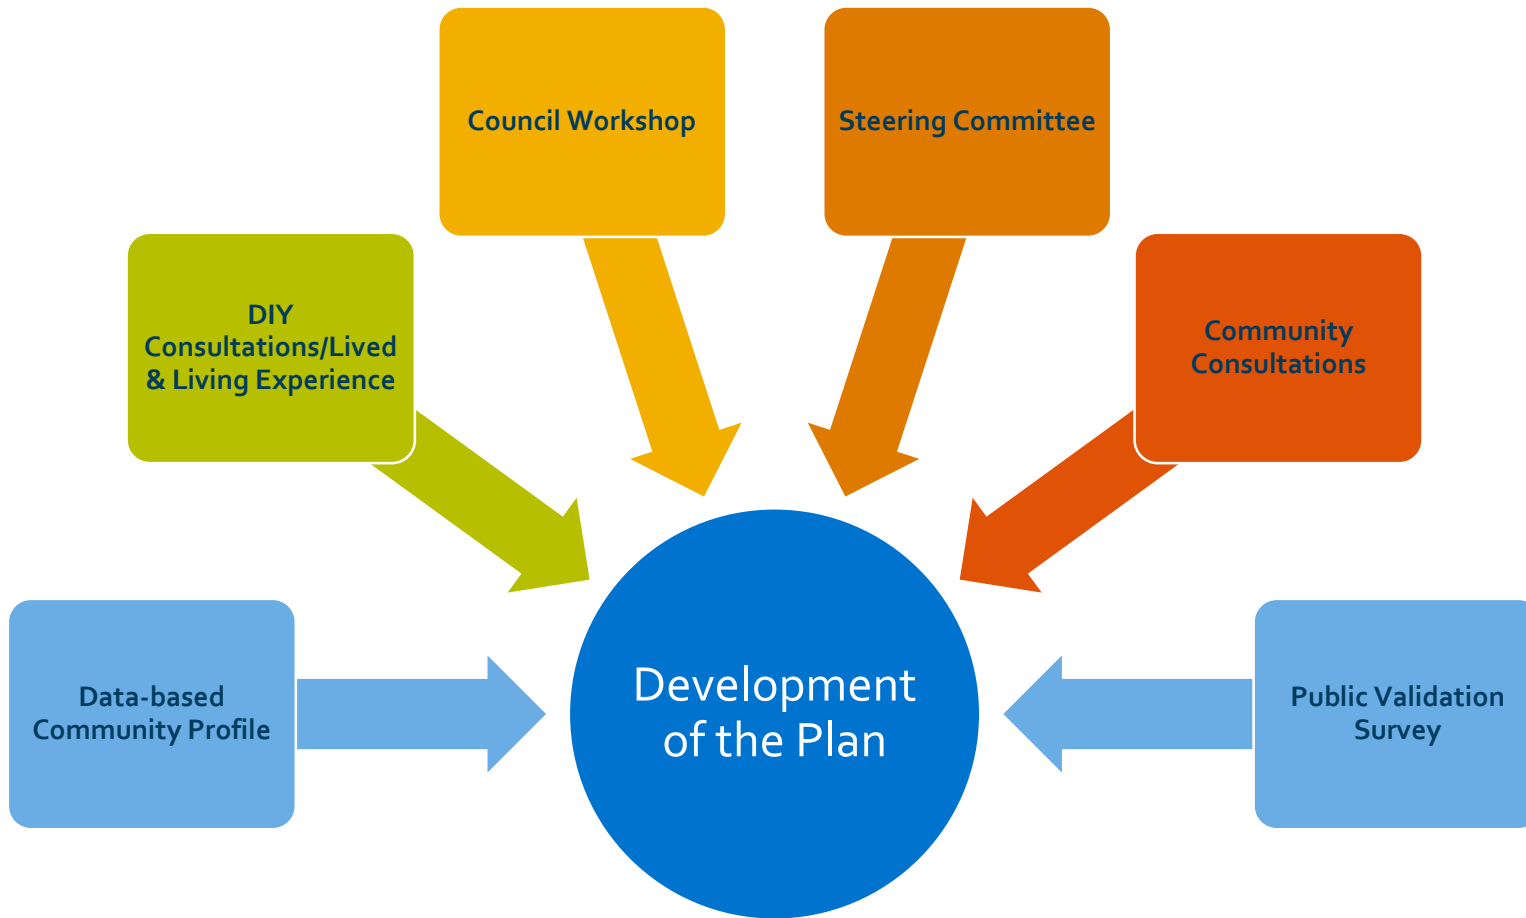 Council Workshop
Steering Committee
DIY
Consultations/Lived
& Living Experience
Community
Consultations
Development
of the Plan
Data-based
Community Profile
Public Validation
Survey